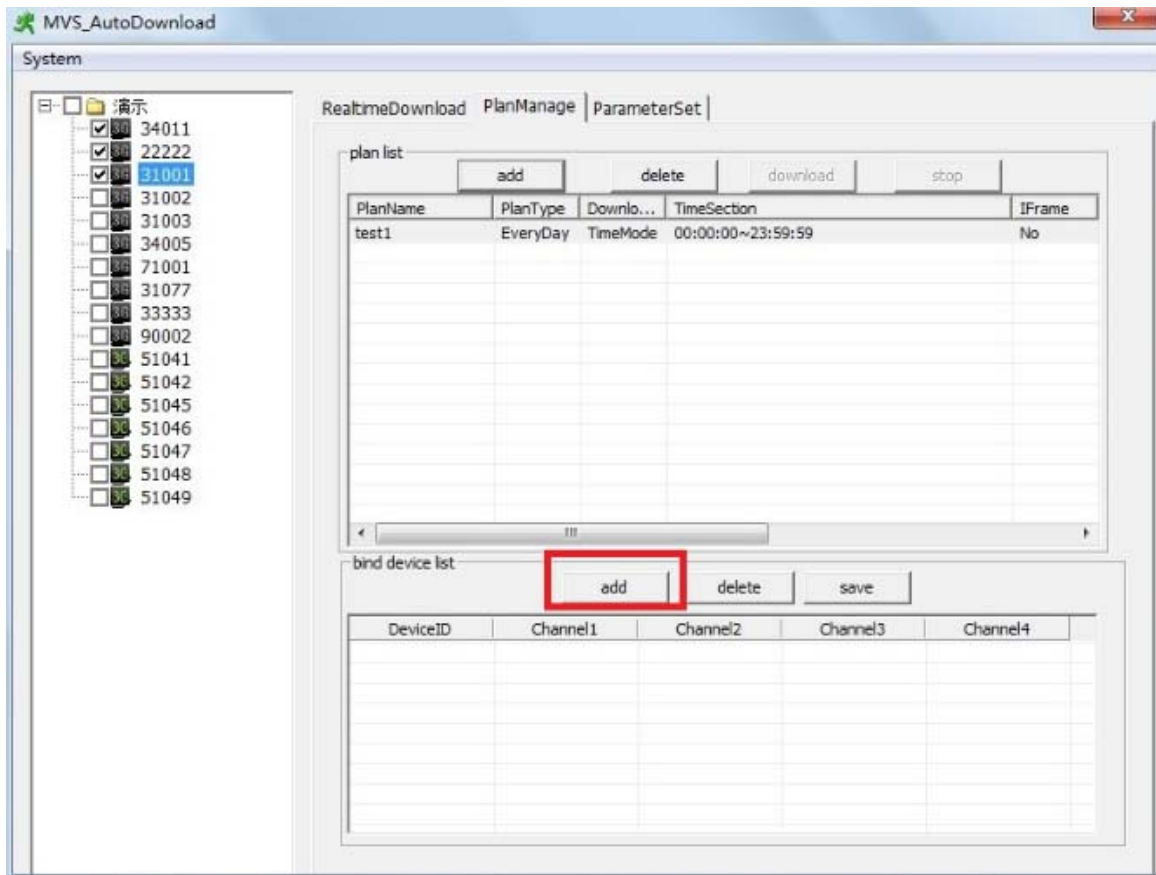 MVS_AutoDownload
System
演示
34011
22222
31001
31002
31003
34005
71001
31077
33333
90002
51041
51042
51045
51046
51047
51048
51049
RealtimeDownload PlanManage ParameterSet
plan list
add delete download stop
PlanName PlanType Downlo... TimeSection IFrame
test1 EveryDay TimeMode 00:00:00~23:59:59 No
bind device list
add delete save
DeviceID Channel1 Channel2 Channel3 Channel4